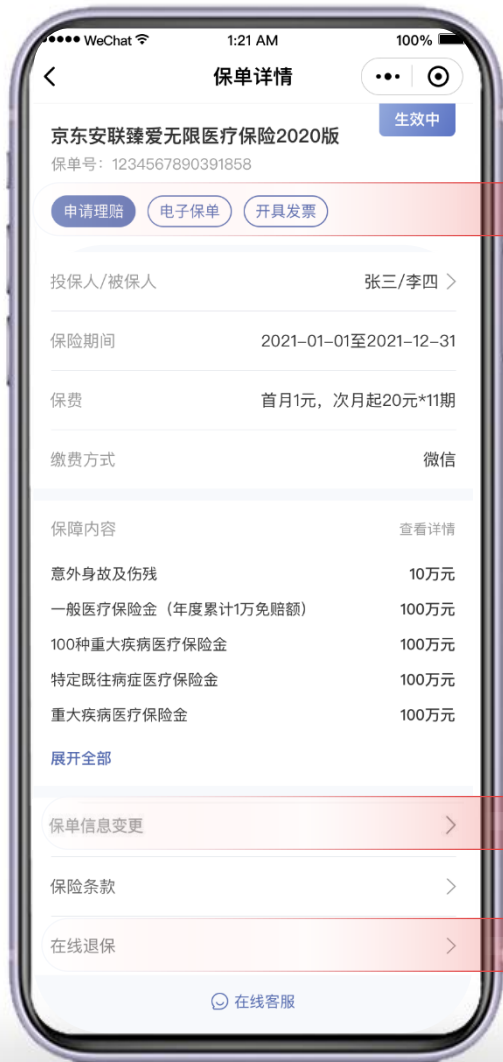 WeChat 1:21 AM 100%
保单详情
生效中
京东安联臻爱无限医疗保险2020版
保单号：1234567890391858
申请理赔 电子保单 开具发票
投保人/被保人 张三/李四
保险期间 2021-01-01至2021-12-31
保费 首月1元，次月起20元*11期
缴费方式 微信
保障内容 查看详情
意外身故及伤残 10万元
一般医疗保险金（年度累计1万免赔额） 100万元
100种重大疾病医疗保险金 100万元
特定既往病症医疗保险金 100万元
重大疾病医疗保险金 100万元
展开全部
保单信息变更
保险条款
在线退保
在线客服